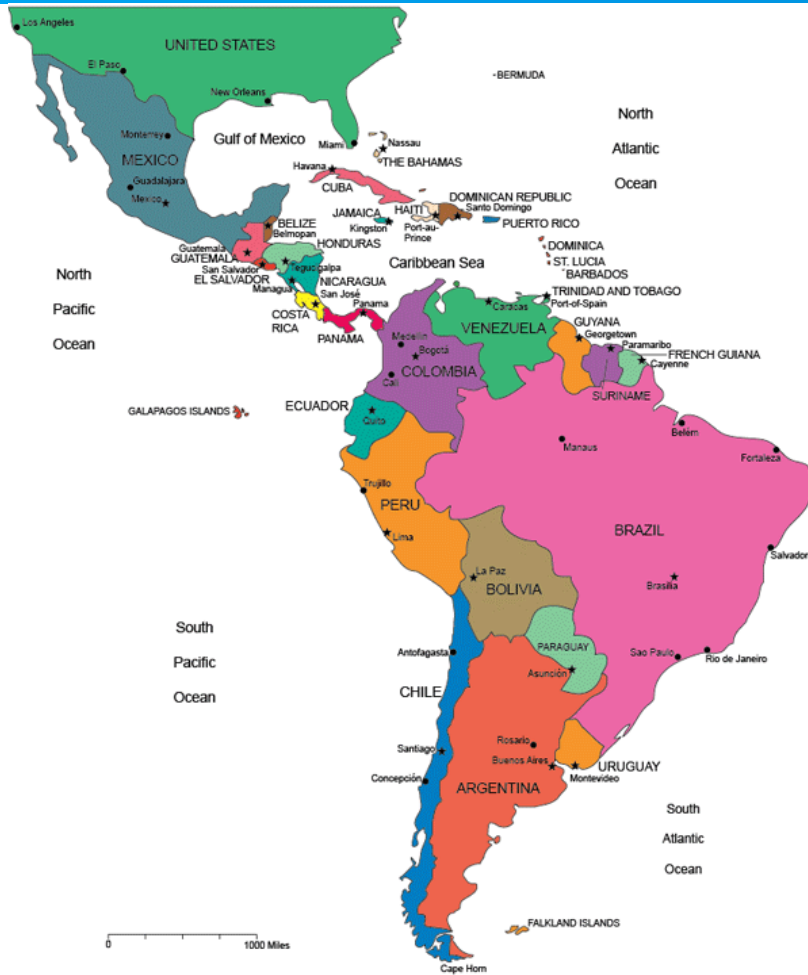 Los Angeles
UNITED STATES
El Paso
New Orleans
BERMUDA
North
Atlantic
Ocean
Monterrey
Gulf of Mexico
Miami
Nassau
THE BAHAMAS
MEXICO
Havana
CUBA
Guadalajara
Mexico
DOMINICAN REPUBLIC
HAITI
Santo Domingo
JAMAICA
Kingston
Port-au-
Prince
PUERTO RICO
BELIZE
Belmopan
HONDURAS
Guatemala
GUATEMALA
San Salvador
Tegucigalpa
EL SALVADOR
NICARAGUA
Managua
San José
Caribbean Sea
DOMINICA
ST. LUCIA
BARBADOS
North
Pacific
Ocean
COSTA
RICA
Panama
PANAMA
TRINIDAD AND TOBAGO
Port-of-Spain
Caracas
VENEZUELA
GUYANA
Georgetown
Paramaribo
FRENCH GUIANA
Cayenne
SURINAME
Medellin
Bogotá
COLOMBIA
Cali
GALAPAGOS ISLANDS
ECUADOR
Quito
Manaus
Belém
Fortaleza
Trujillo
PERU
Lima
BRAZIL
Salvador
La Paz
BOLIVIA
Brasilia
South
Pacific
Ocean
PARAGUAY
Asunción
Sao Paulo
Rio de Janeiro
Antofagasta
CHILE
Santiago
Rosario
Buenos Aires
URUGUAY
Montevideo
Concepción
ARGENTINA
South
Atlantic
Ocean
FALKLAND ISLANDS
0
1000 Miles
Cape Horn